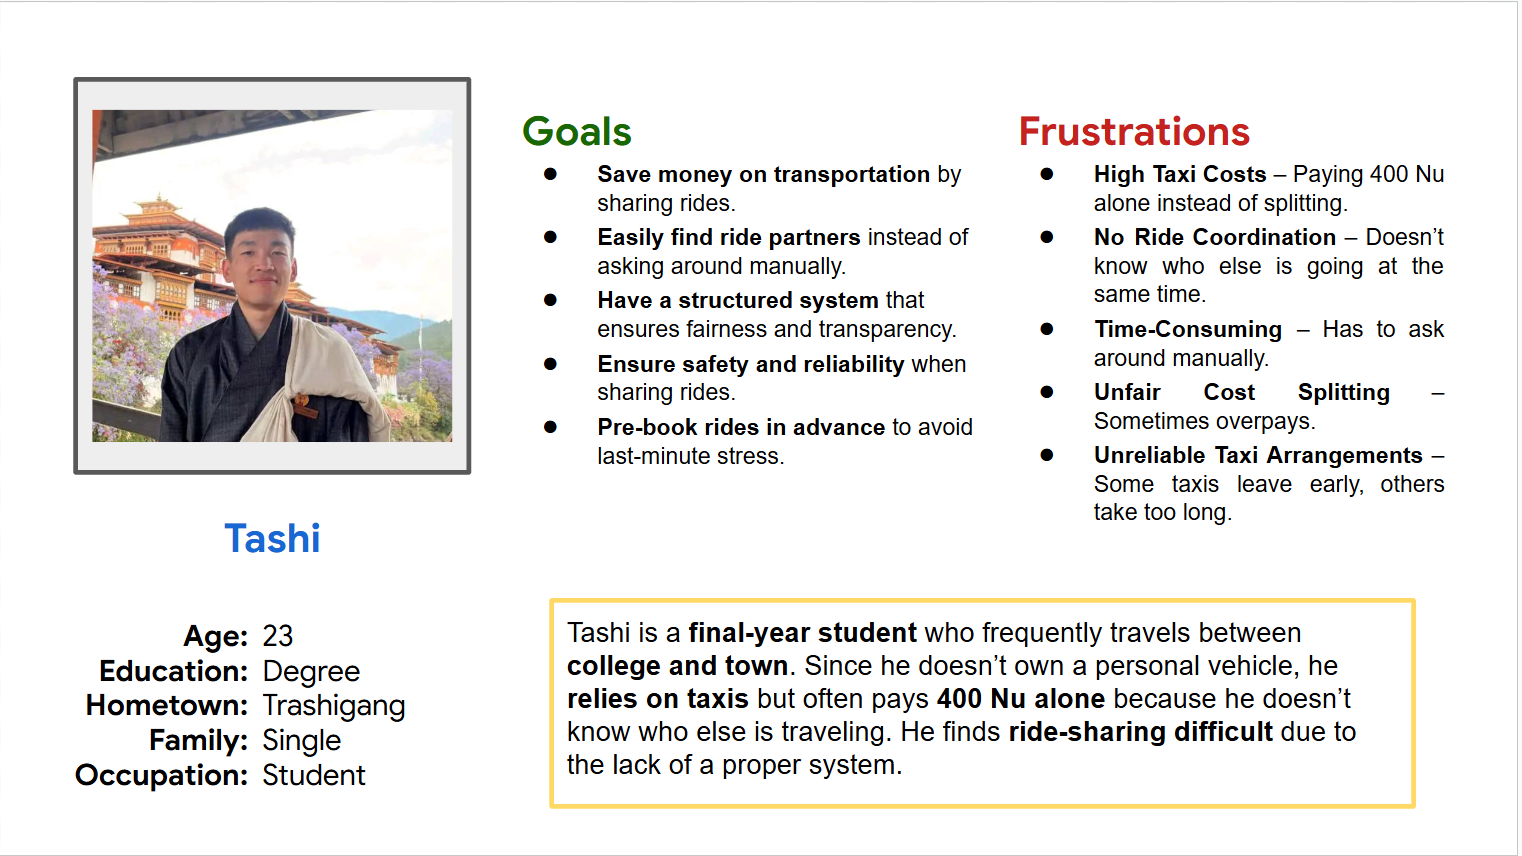 Tashi
Age: 23
Education: Degree
Hometown: Trashigang
Family: Single
Occupation: Student
Goals
● Save money on transportation by
sharing rides.
● Easily find ride partners instead of
asking around manually.
● Have a structured system that
ensures fairness and transparency.
● Ensure safety and reliability when
sharing rides.
● Pre-book rides in advance to avoid
last-minute stress.
Frustrations
● High Taxi Costs – Paying 400 Nu
alone instead of splitting.
● No Ride Coordination – Doesn’t
know who else is going at the
same time.
● Time-Consuming – Has to ask
around manually.
● Unfair Cost Splitting –
Sometimes overpays.
● Unreliable Taxi Arrangements –
Some taxis leave early, others
take too long.
Tashi is a final-year student who frequently travels between
college and town. Since he doesn’t own a personal vehicle, he
relies on taxis but often pays 400 Nu alone because he doesn’t
know who else is traveling. He finds ride-sharing difficult due to
the lack of a proper system.